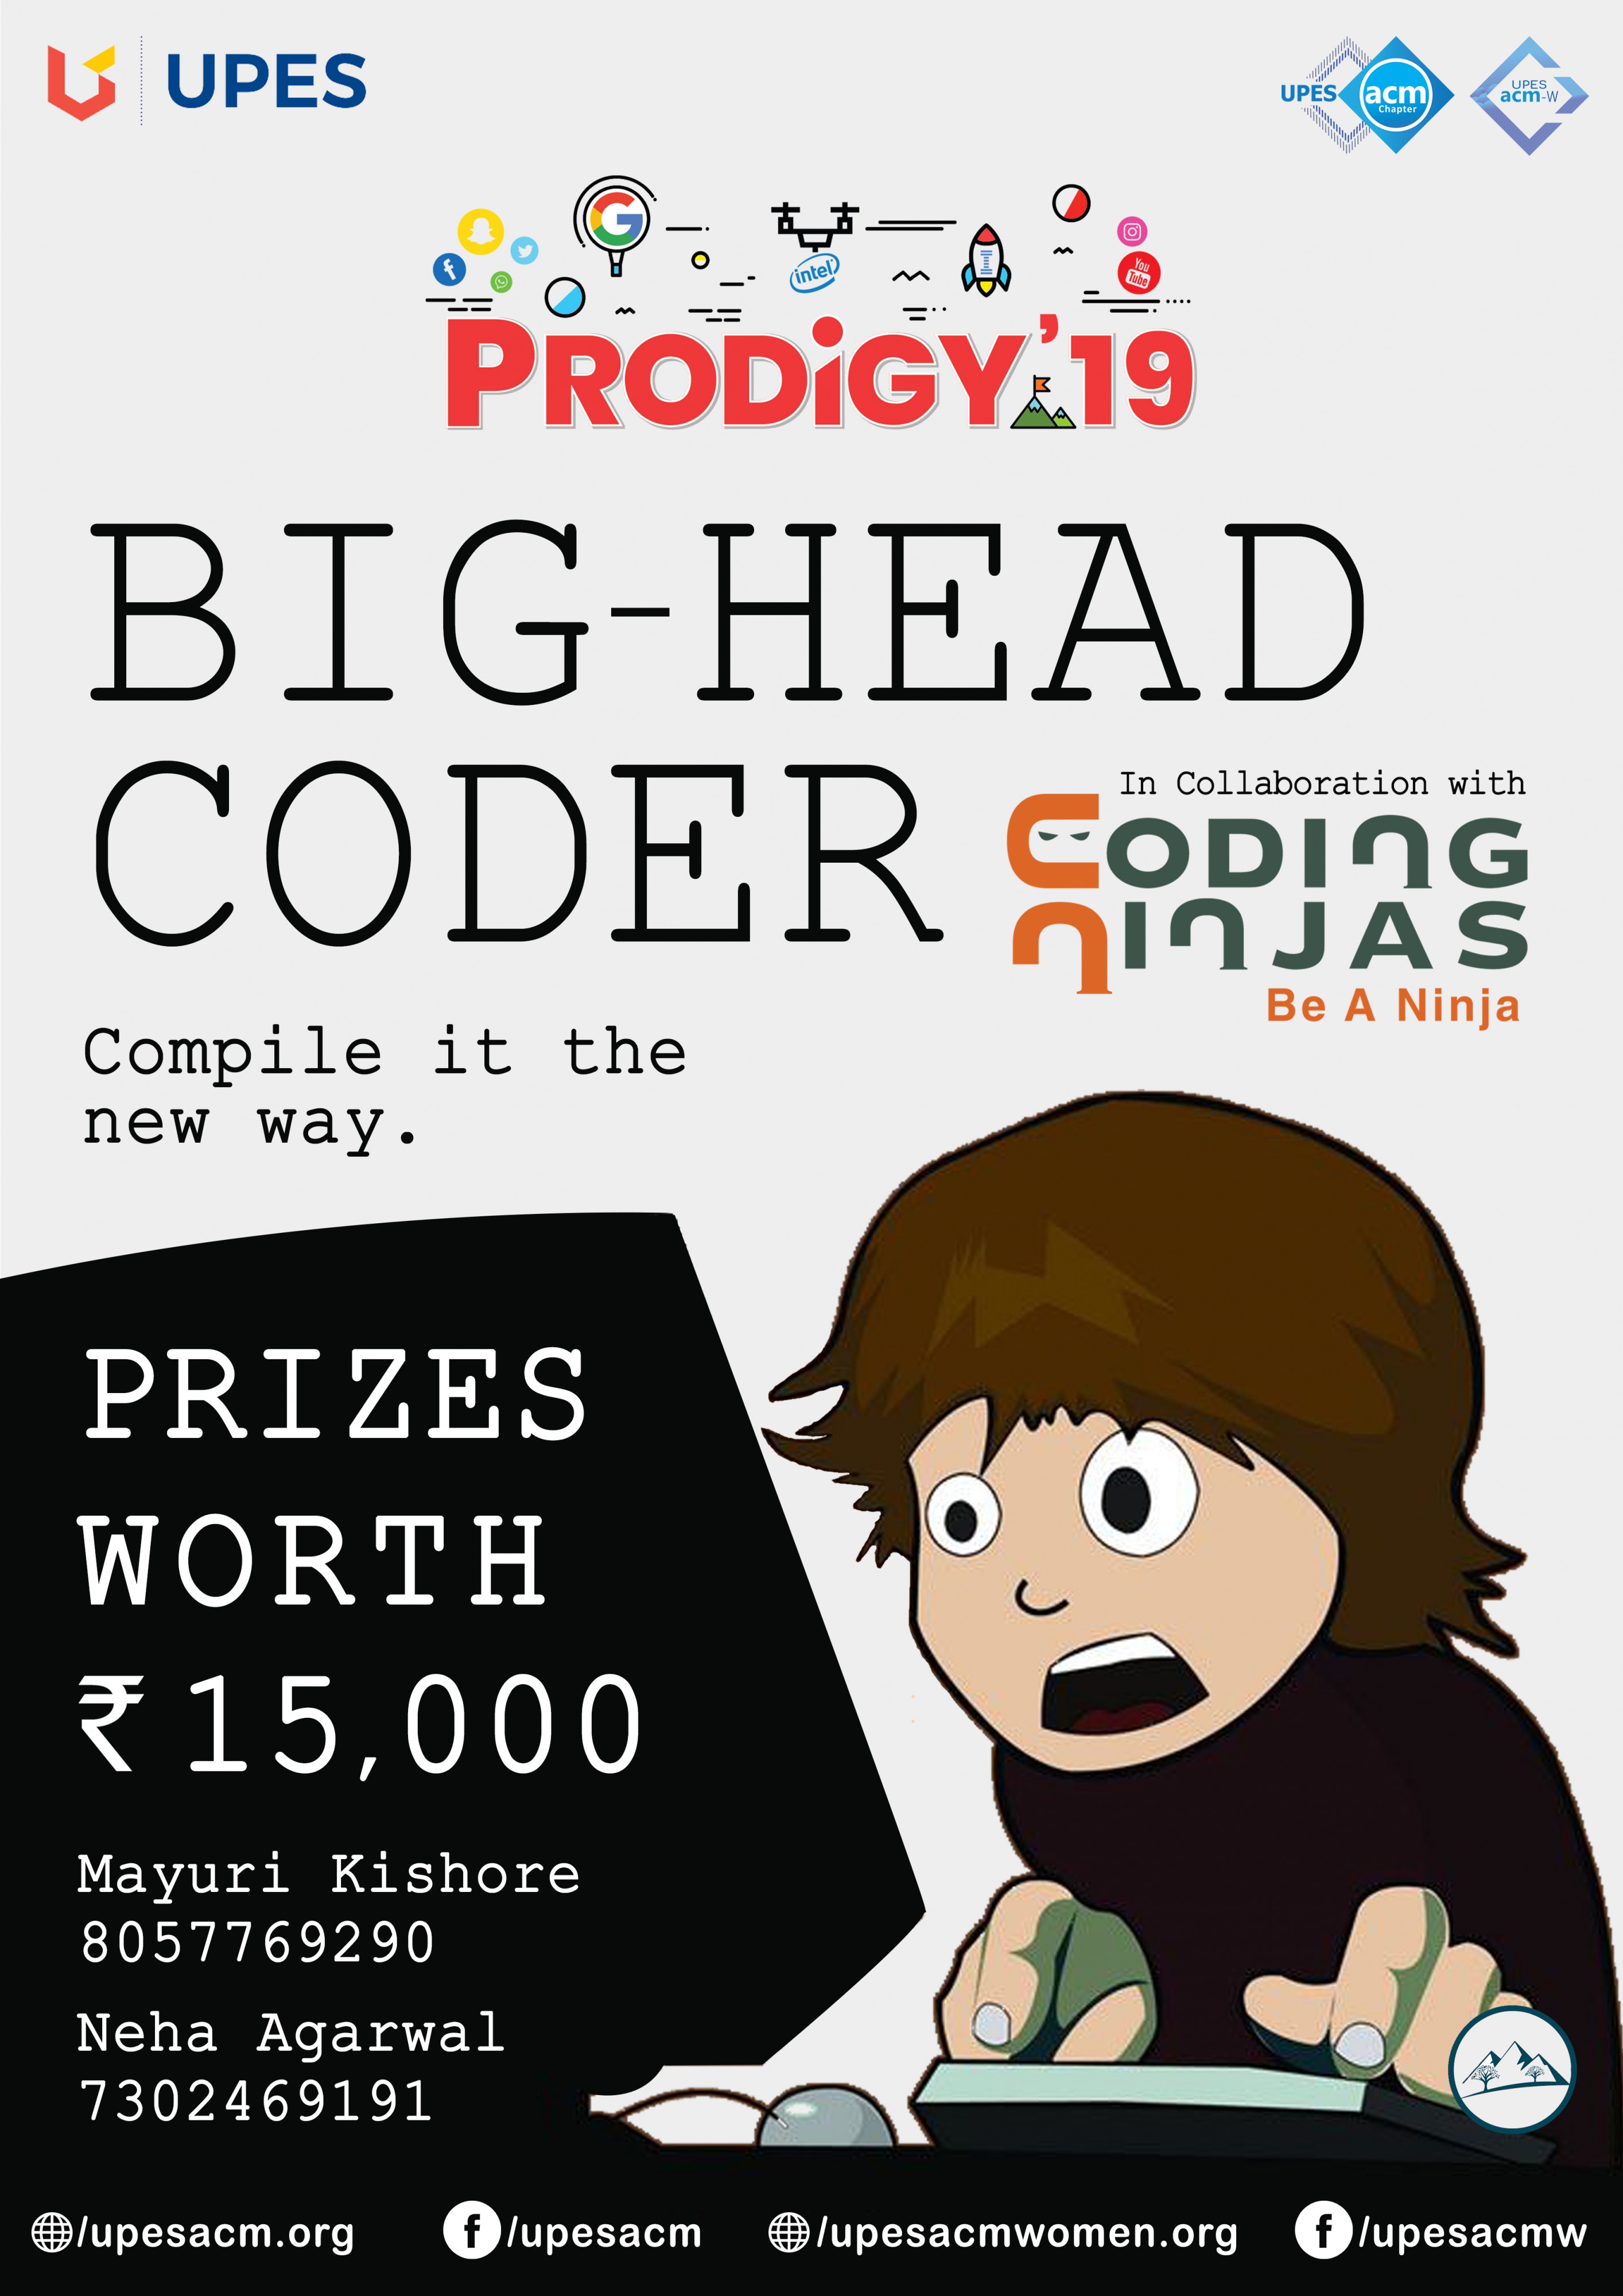 UPES
UPES acm Chapter
UPES acm-W
G
intel
You Tube
PRODiGY'19
BIG-HEAD
CODER
In Collaboration with
CODING
NINJAS
Be A Ninja
Compile it the
new way.
PRIZES
WORTH
₹15,000
Mayuri Kishore
8057769290
Neha Agarwal
7302469191
/upesacm.org f/upesacm /upesacmwomen.org f/upesacmw